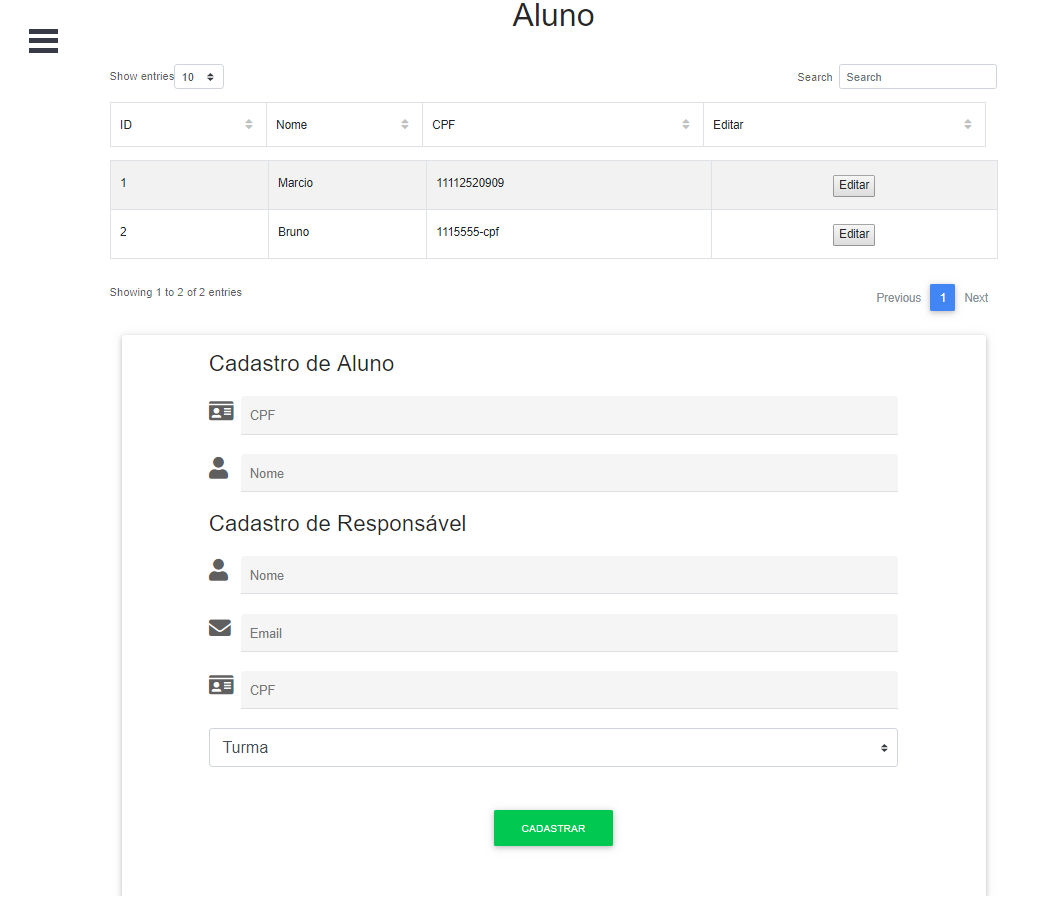 Aluno
Show entries 10 Search Search
ID Nome CPF Editar
1 Marcio 11112520909 Editar
2 Bruno 1115555-cpf Editar
Showing 1 to 2 of 2 entries Previous 1 Next
Cadastro de Aluno
CPF
Nome
Cadastro de Responsável
Nome
Email
CPF
Turma
CADASTRAR